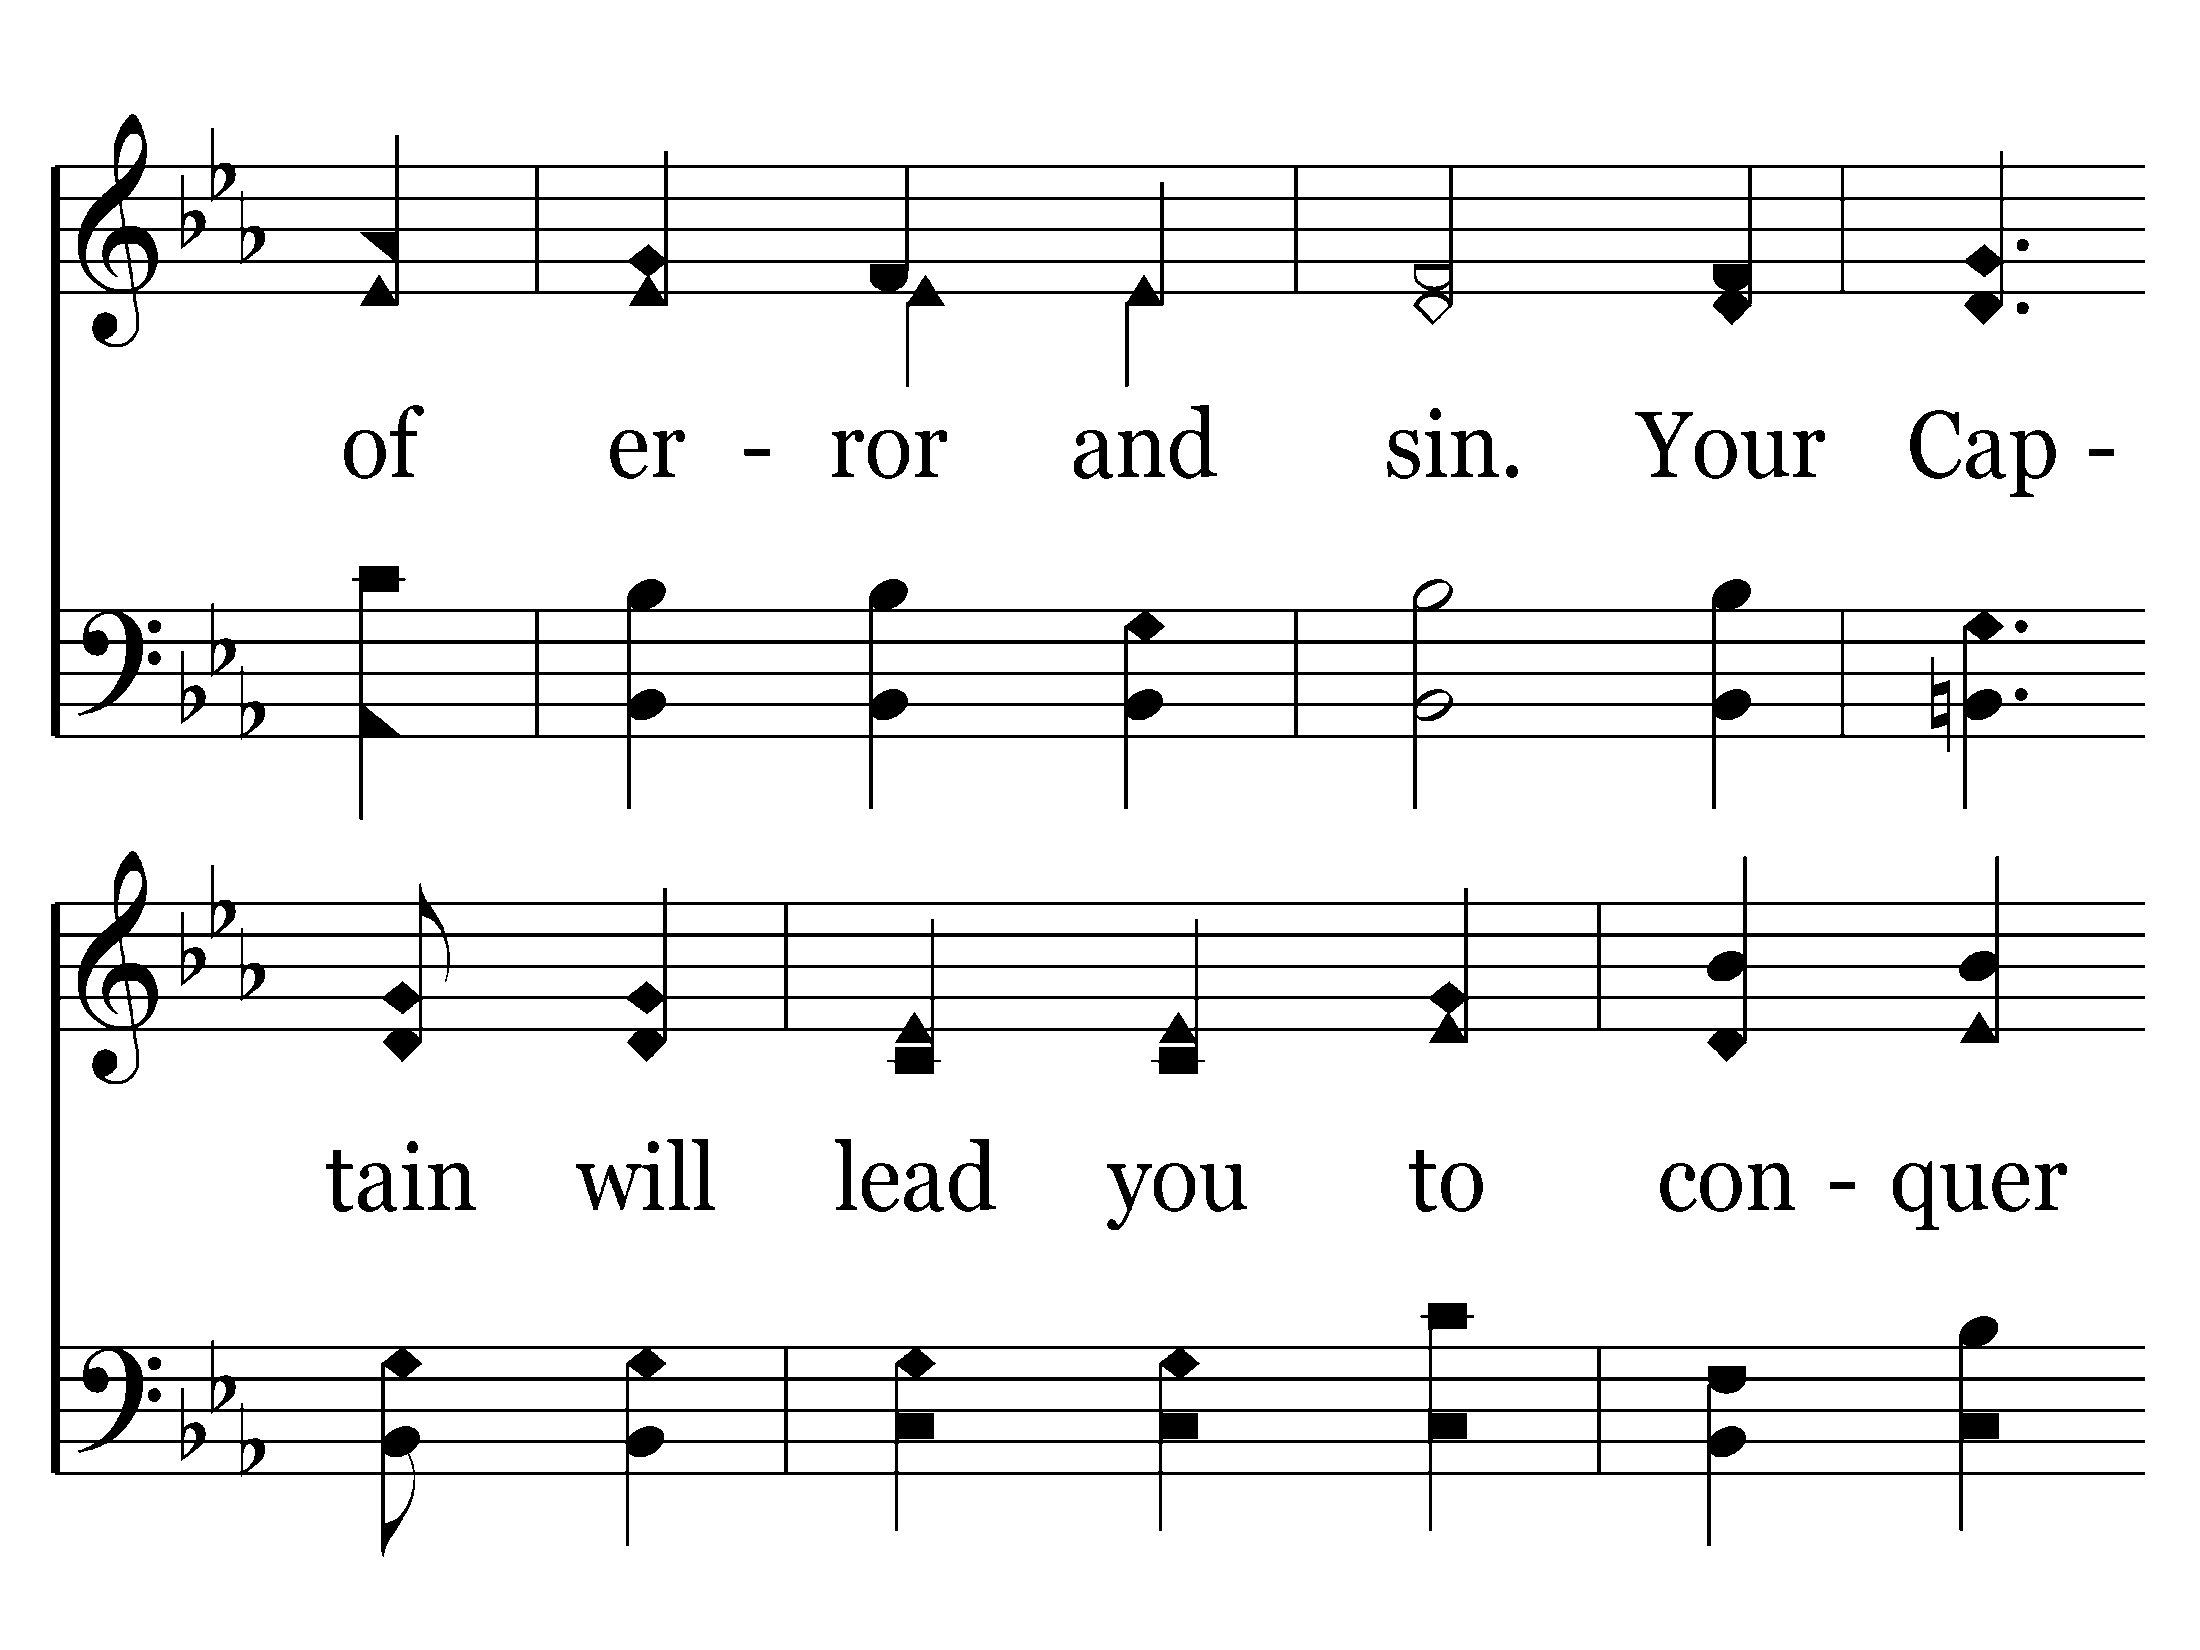 of er - ror and sin. Your Cap -
tain will lead you to con - quer